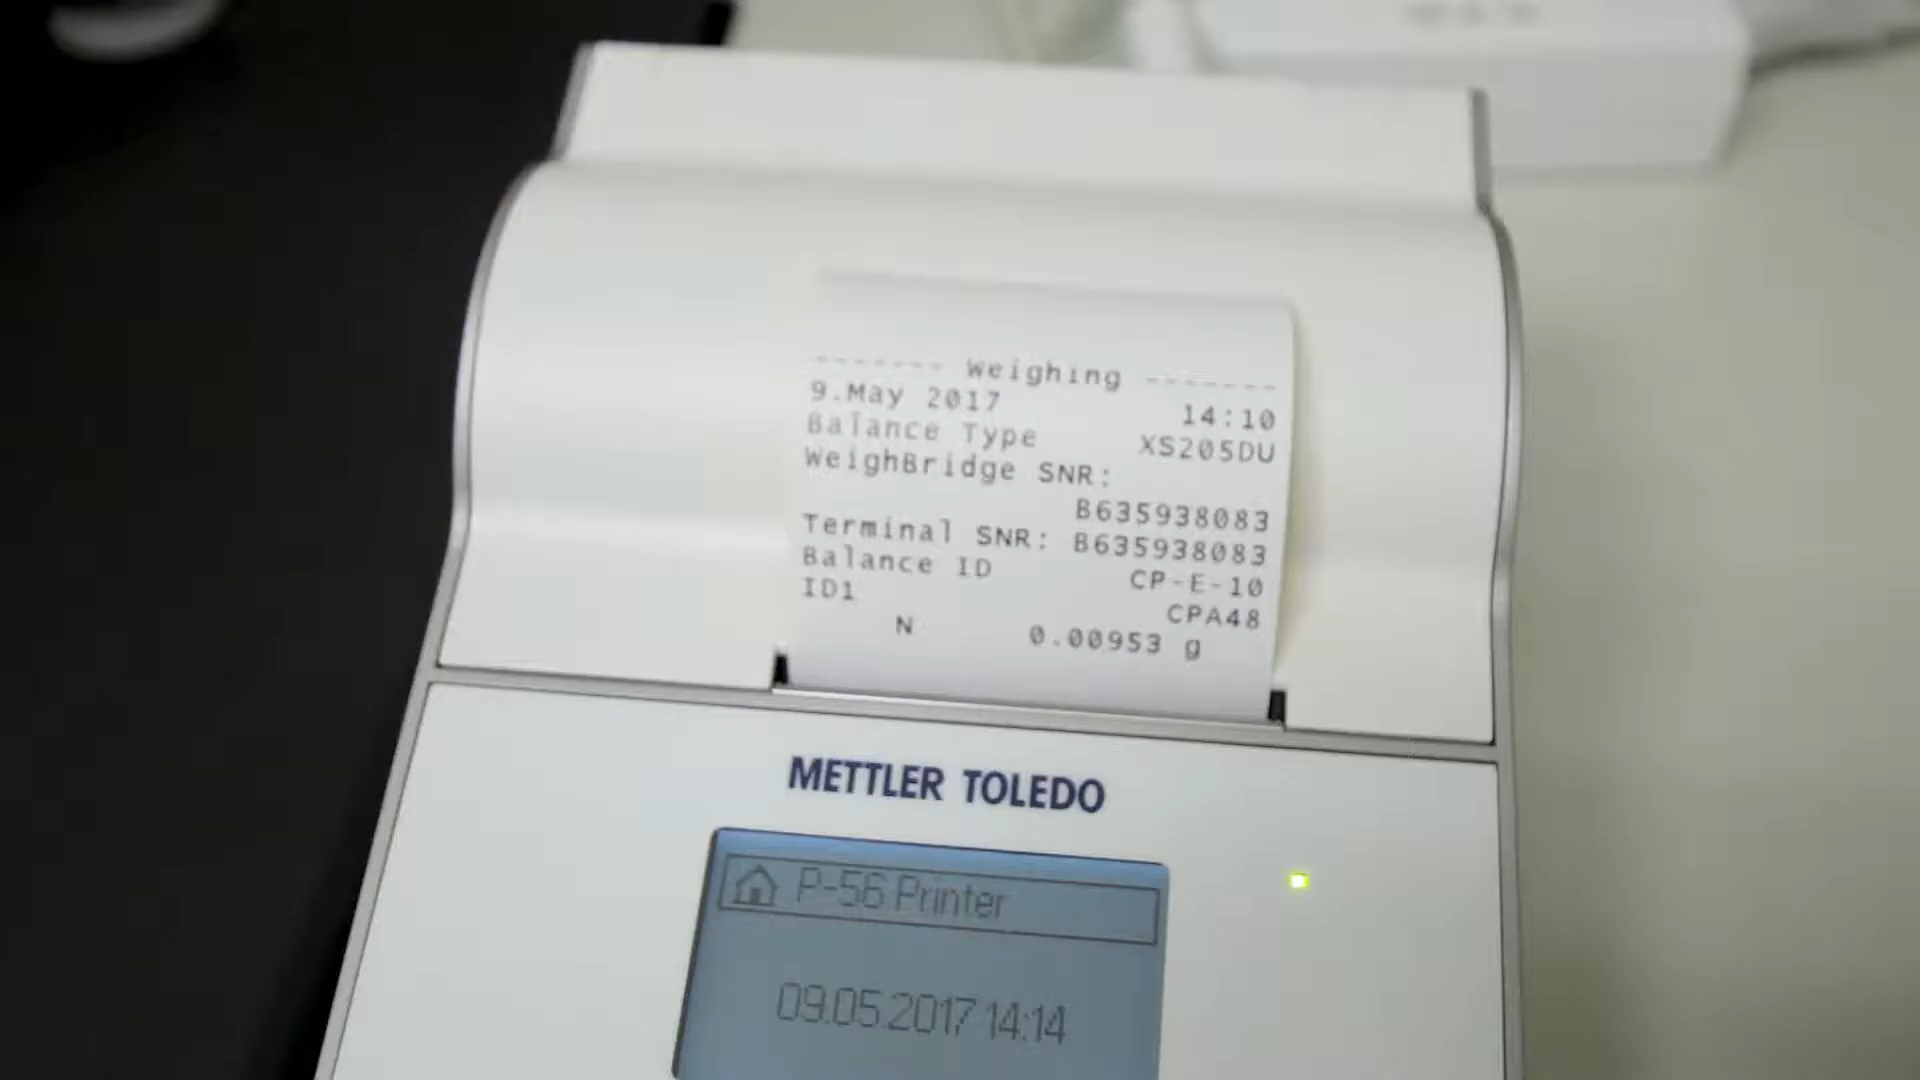 ------- Weighing -------
9.May 2017 14:10
Balance Type XS205DU
WeighBridge SNR:
B635938083
Terminal SNR: B635938083
Balance ID CP-E-10
ID1 CPA48
N 0.00953 g
METTLER TOLEDO
P-56 Printer
09.05.2017 14:14